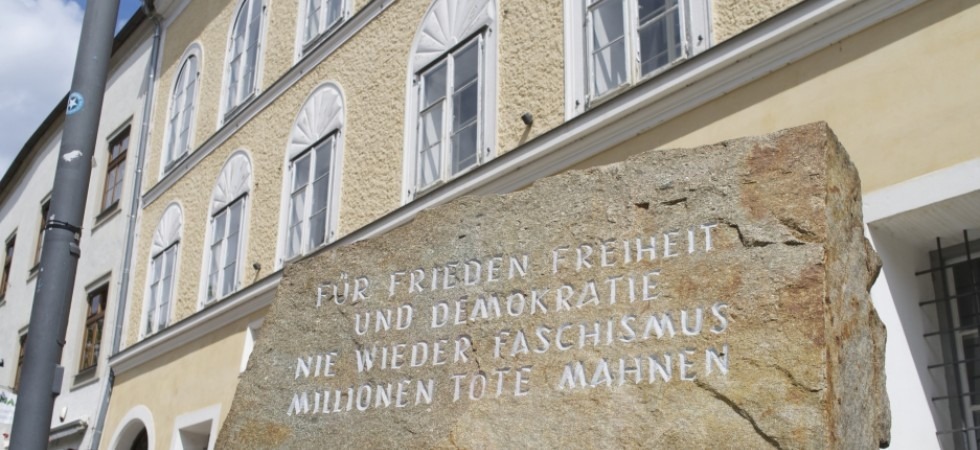 FÜR FRIEDEN FREIHEIT
UND DEMOKRATIE
NIE WIEDER FASCHISMUS
MILLIONEN TOTE MAHNEN